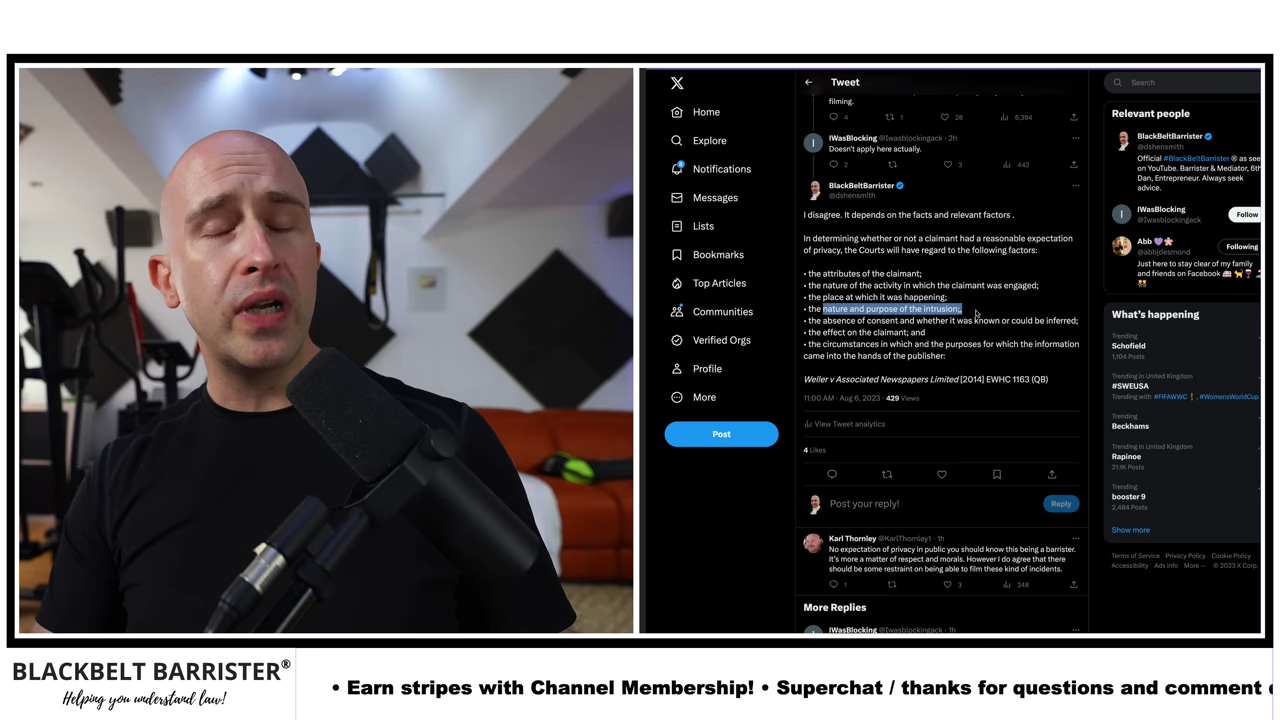 X
Home
Explore
Notifications
Messages
Lists
Bookmarks
Top Articles
Communities
Verified Orgs
Profile
More
Post
Tweet
filming.
4 1 28 6,394
IWasBlocking @Iwasblockingack · 2h
Doesn't apply here actually.
2 3 442
BlackBeltBarrister
@dshensmith
I disagree. It depends on the facts and relevant factors .
In determining whether or not a claimant had a reasonable expectation
of privacy, the Courts will have regard to the following factors:
• the attributes of the claimant;
• the nature of the activity in which the claimant was engaged;
• the place at which it was happening;
• the nature and purpose of the intrusion;,
• the absence of consent and whether it was known or could be inferred;
• the effect on the claimant; and
• the circumstances in which and the purposes for which the information
came into the hands of the publisher:
Weller v Associated Newspapers Limited [2014] EWHC 1163 (QB)
11:00 AM · Aug 6, 2023 · 429 Views
View Tweet analytics
4 Likes
Post your reply!
Reply
Karl Thornley @KarlThornley1 · 1h
No expectation of privacy in public you should know this being a barrister.
It's more a matter of respect and morals. However I do agree that there
should be some restraint on being able to film these kind of incidents.
1 3 248
More Replies
IWasBlocking @Iwasblockingack · 1h
Search
Relevant people
BlackBeltBarrister
@dshensmith
Official #BlackBeltBarrister ® as see
on YouTube. Barrister & Mediator, 6th
Dan, Entrepreneur. Always seek
advice.
IWasBlocking
@Iwasblockingack
Follow
Abb
@abbjdesmond
Following
Just here to stay clear of my family
and friends on Facebook
What's happening
Trending
Schofield
1,104 Posts
Trending in United Kingdom
#SWEUSA
Trending with #FIFAWWC , #WomensWorldCup
Trending
Beckhams
Trending in United Kingdom
Rapinoe
21.1K Posts
Trending
booster 9
2,484 Posts
Show more
Terms of Service Privacy Policy Cookie Policy
Accessibility Ads info More ··· © 2023 X Corp.
BLACKBELT BARRISTER®
Helping you understand law!
• Earn stripes with Channel Membership! • Superchat / thanks for questions and comment